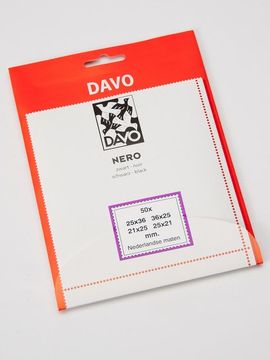 DAVO
DAVO
NERO
zwart - noir
schwarz - black
50x
25x36 36x25
21x25 25x21
mm.
Nederlandse maten